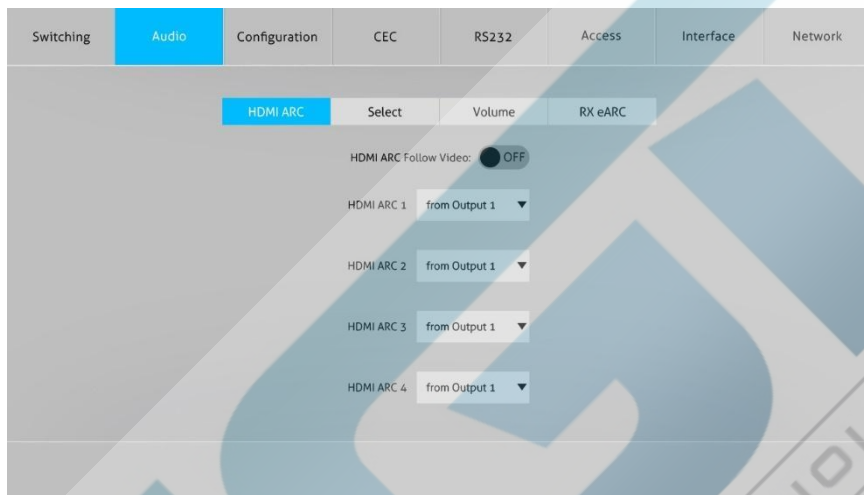 Switching Audio Configuration CEC RS232 Access Interface Network
HDMI ARC Select Volume RX eARC
HDMI ARC Follow Video: OFF
HDMI ARC 1 from Output 1
HDMI ARC 2 from Output 1
HDMI ARC 3 from Output 1
HDMI ARC 4 from Output 1